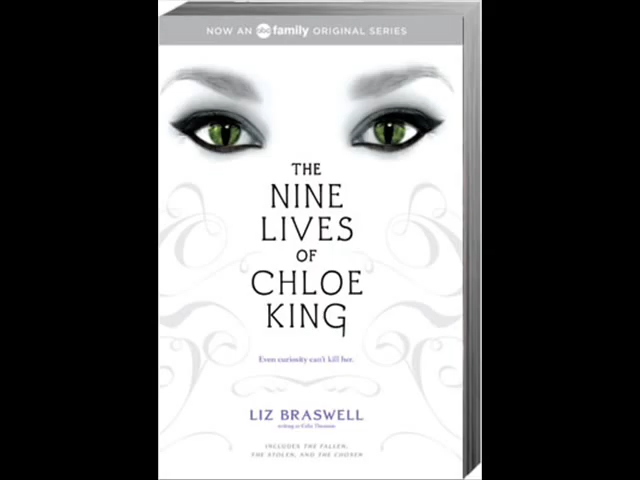 NOW AN abc family ORIGINAL SERIES
THE
NINE
LIVES
OF
CHLOE
KING
Even curiosity can't kill her.
LIZ BRASWELL
writing as Celia Thomson
INCLUDES THE FALLEN,
THE STOLEN, AND THE CHOSEN